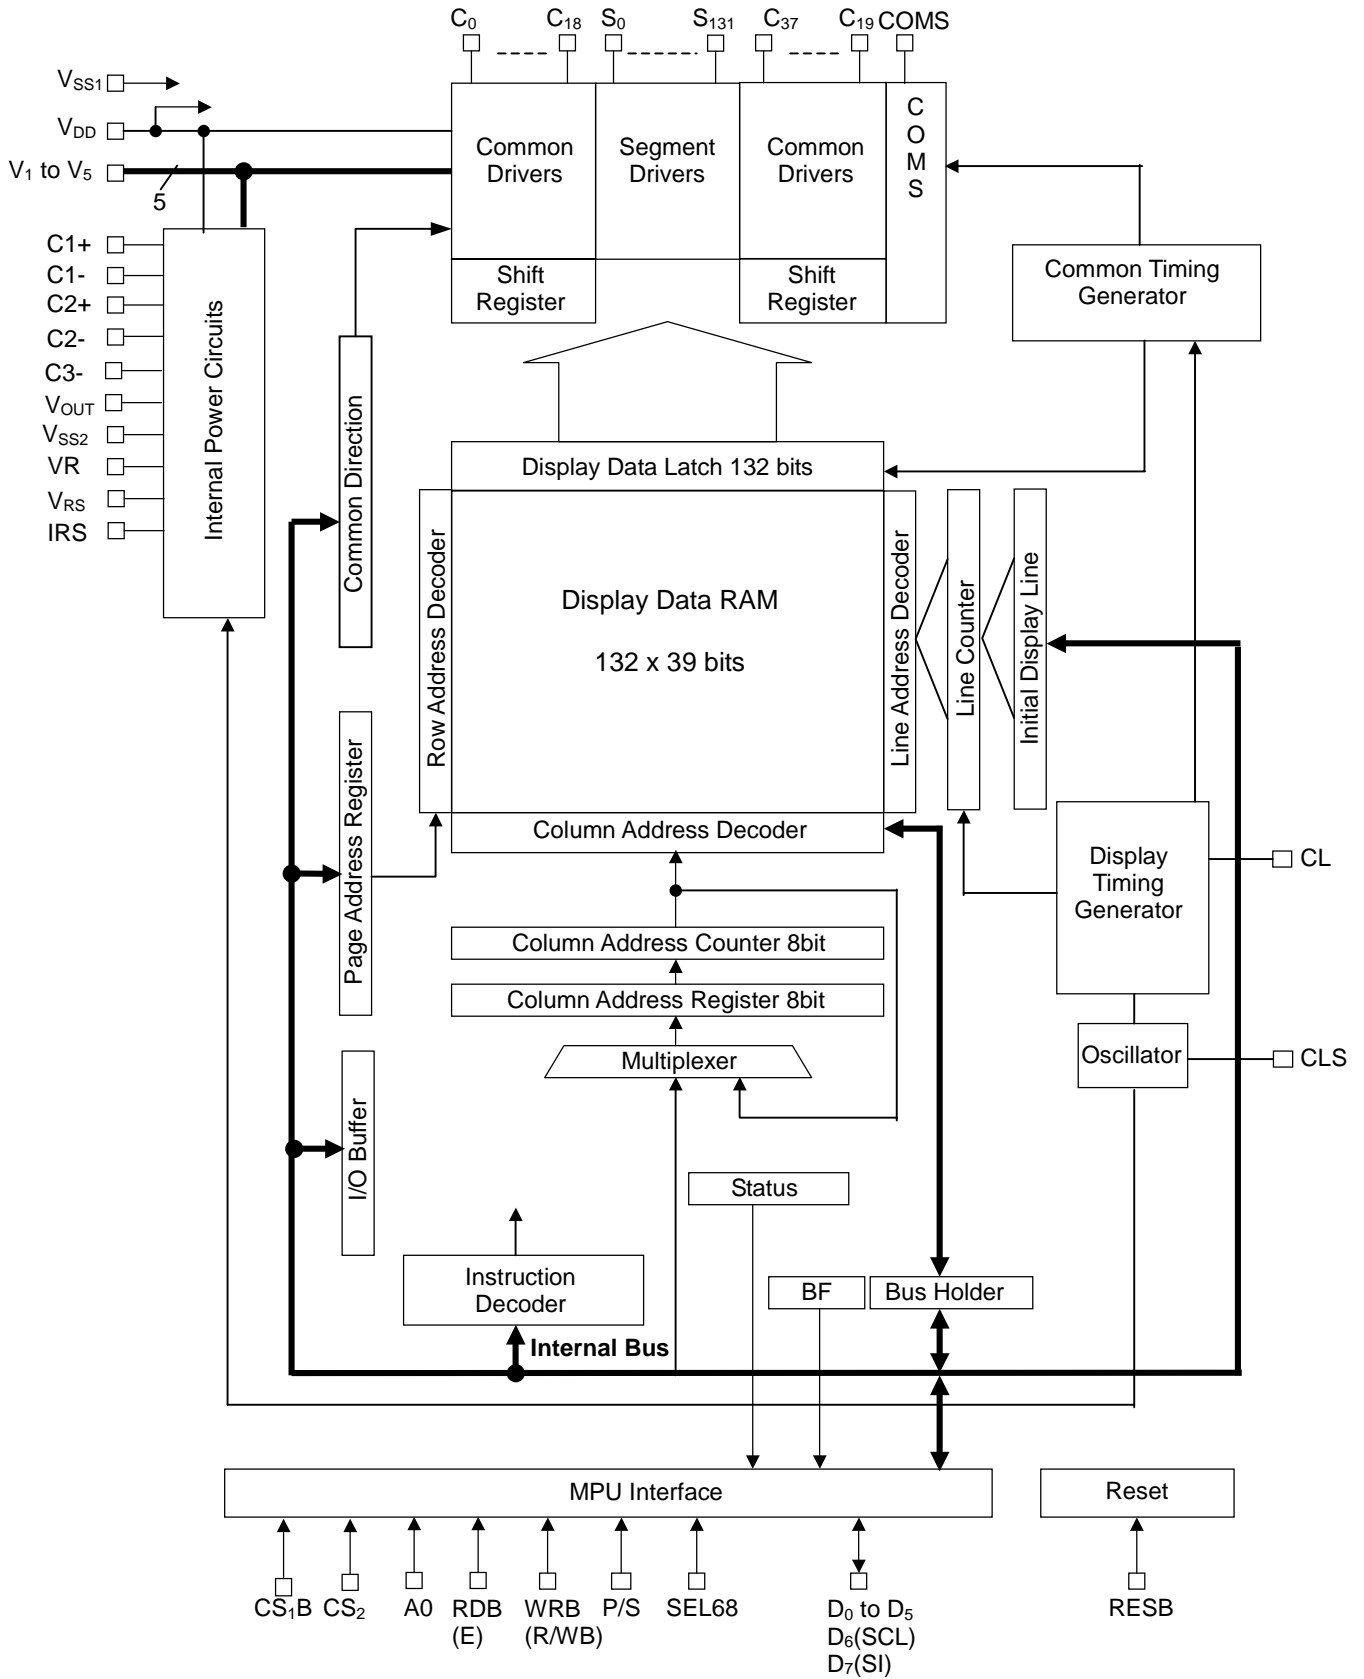 C0 C18 S0 S131 C37 C19 COMS
VSS1
VDD
V1 to V5
5
Common
Drivers
Segment
Drivers
Common
Drivers
C
O
M
S
Shift
Register
Shift
Register
Common Timing
Generator
C1+
C1-
C2+
C2-
C3-
VOUT
VSS2
VR
VRS
IRS
Internal Power Circuits
Common Direction
Display Data Latch 132 bits
Row Address Decoder
Display Data RAM
132 x 39 bits
Line Address Decoder
Line Counter
Initial Display Line
Page Address Register
Column Address Decoder
Display
Timing
Generator
CL
Column Address Counter 8bit
Column Address Register 8bit
Multiplexer
Oscillator
CLS
I/O Buffer
Status
Instruction
Decoder
BF
Bus Holder
Internal Bus
MPU Interface
Reset
CS1B CS2 A0 RDB WRB P/S SEL68 D0 to D5 RESB
(E) (R/WB) D6(SCL)
D7(SI)